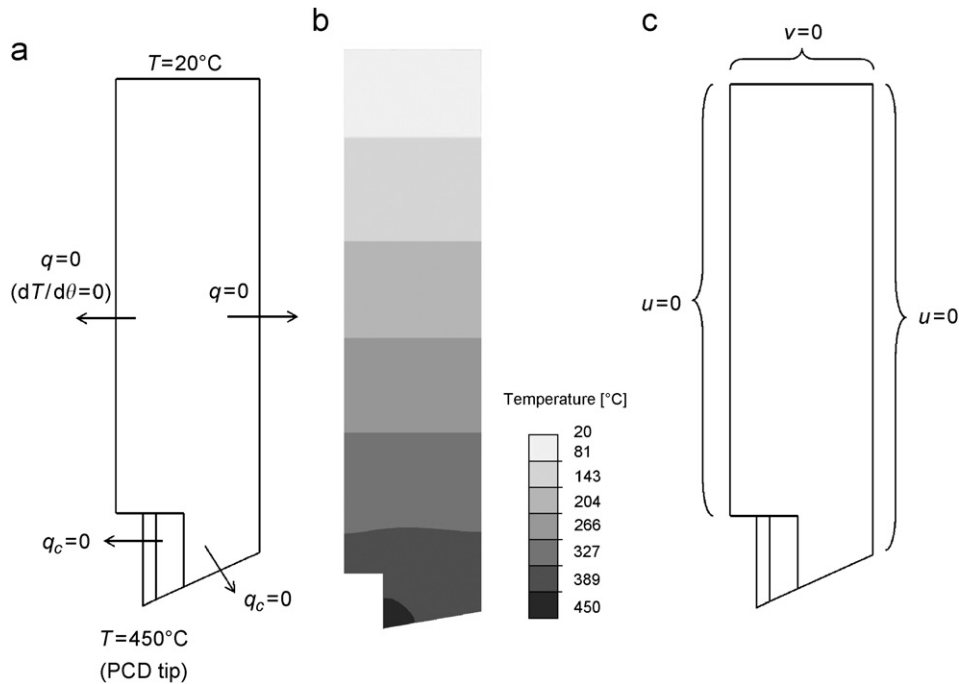 a
T=20°C
q=0
(dT/dθ=0)
q=0
q_c=0
q_c=0
T=450°C
(PCD tip)
b
Temperature [°C]
20
81
143
204
266
327
389
450
c
v=0
u=0
u=0